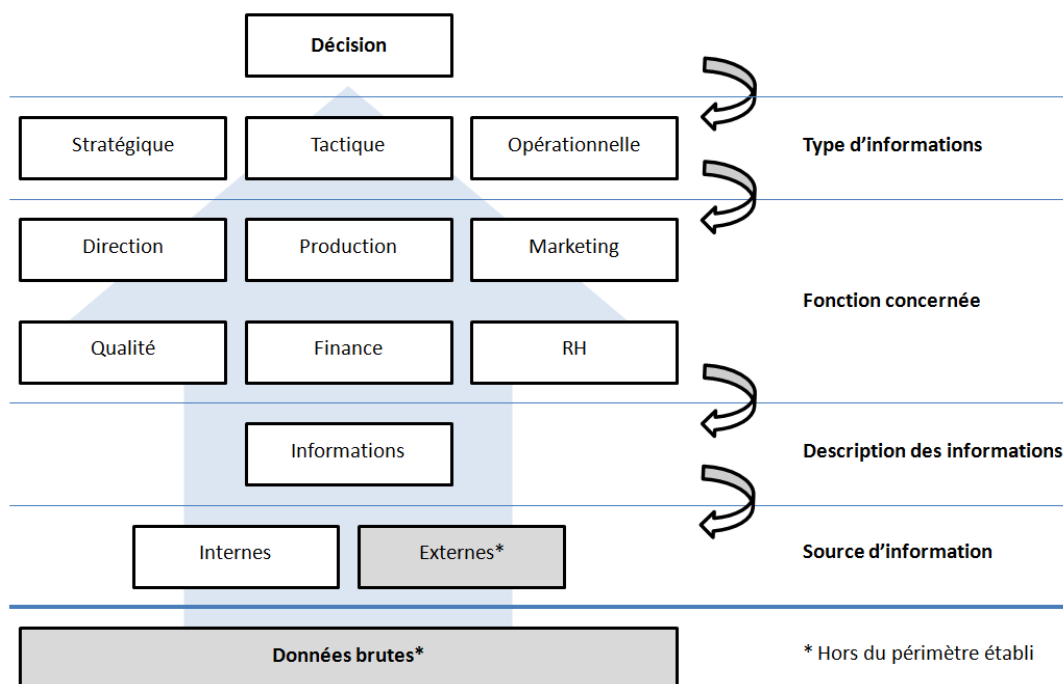 Décision
Stratégique
Tactique
Opérationnelle
Type d’informations
Direction
Production
Marketing
Fonction concernée
Qualité
Finance
RH
Informations
Description des informations
Internes
Externes*
Source d’information
Données brutes*
* Hors du périmètre établi